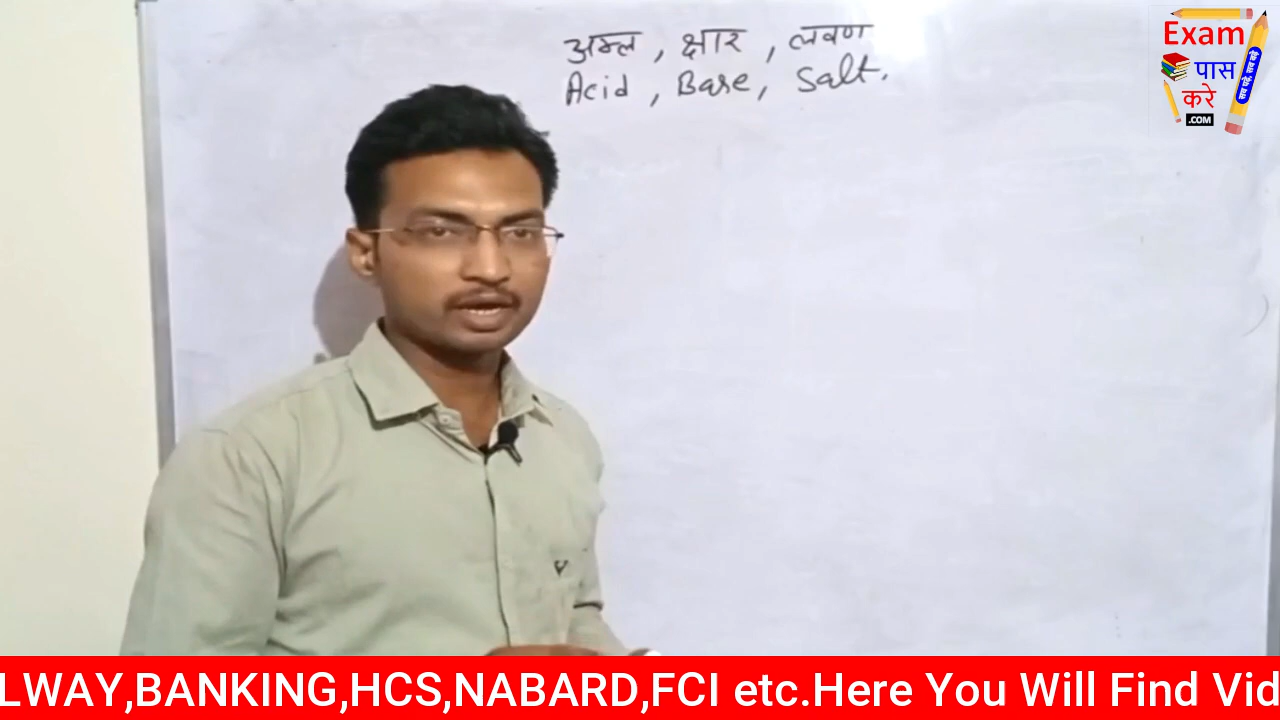 अम्ल , क्षार , लवण
Acid , Base , Salt.
Exam
पास
करे
.COM
LWAY,BANKING,HCS,NABARD,FCI etc.Here You Will Find Vid